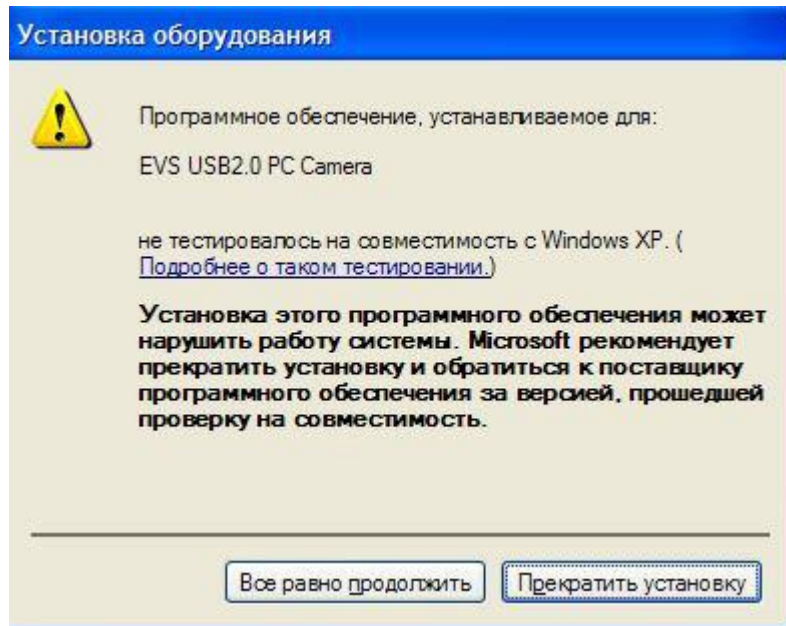 Установка оборудования
Программное обеспечение, устанавливаемое для:
EVS USB2.0 PC Camera
не тестировалось на совместимость с Windows XP. (
Подробнее о таком тестировании.)
Установка этого программного обеспечения может
нарушить работу системы. Microsoft рекомендует
прекратить установку и обратиться к поставщику
программного обеспечения за версией, прошедшей
проверку на совместимость.
Все равно продолжить
Прекратить установку